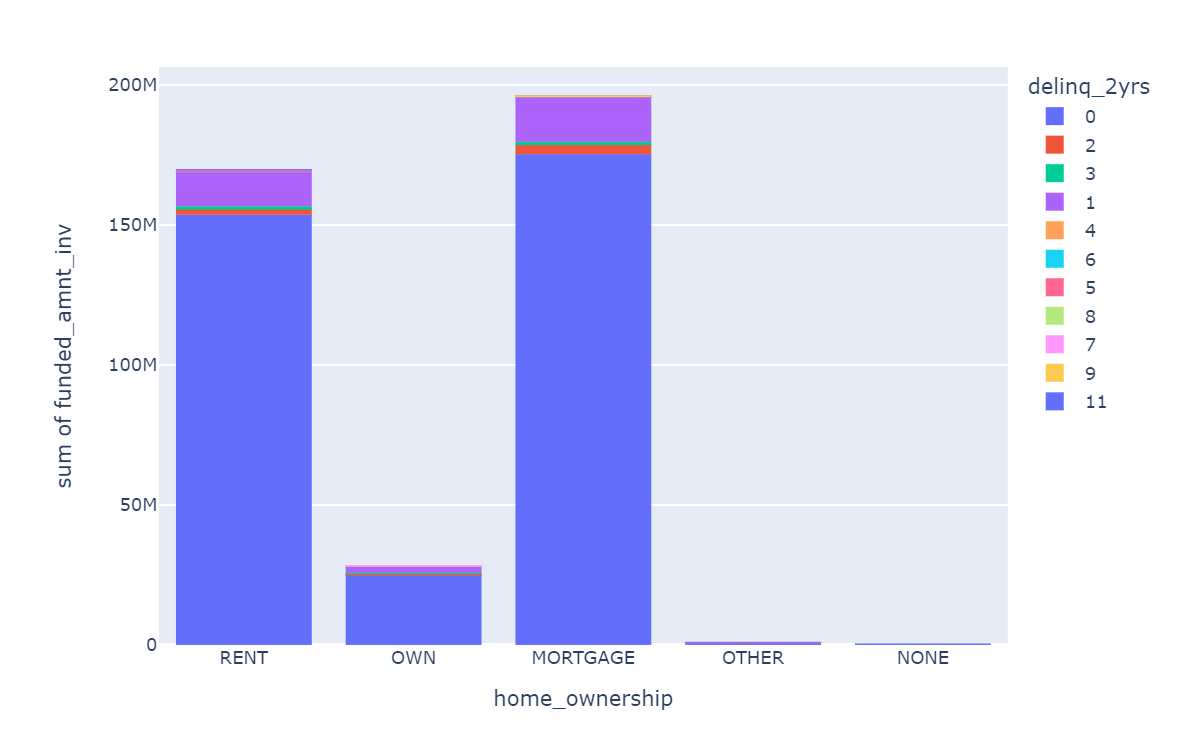 200M
150M
100M
50M
0
sum of funded_amnt_inv
RENT
OWN
MORTGAGE
OTHER
NONE
home_ownership
delinq_2yrs
0
2
3
1
4
6
5
8
7
9
11